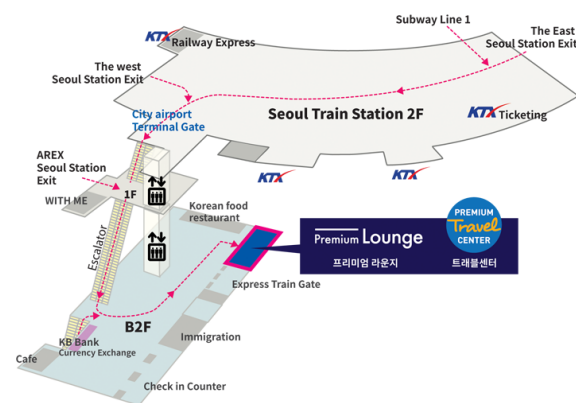 Subway Line 1
The East
Seoul Station Exit
KTX Railway Express
The west
Seoul Station Exit
City airport
Terminal Gate
Seoul Train Station 2F
KTX Ticketing
KTX
KTX
AREX Seoul Station
Exit
1F
WITH ME
Escalator
Korean food
restaurant
Premium Lounge
프리미엄 라운지
PREMIUM
Travel
CENTER
트래블센터
Express Train Gate
B2F
KB Bank
Currency Exchange
Immigration
Cafe
Check in Counter